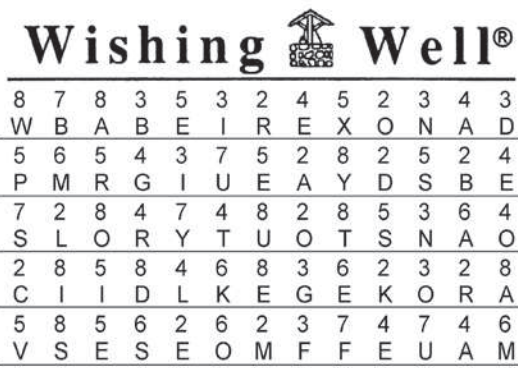 Wishing Well®
8 7 8 3 5 3 2 4 5 2 3 4 3
W B A B E I R E X O N A D
5 6 5 4 3 7 5 2 8 2 5 2 4
P M R G I U E A Y D S B E
7 2 8 4 7 4 8 2 8 5 3 6 4
S L O R Y T U O T S N A O
2 8 5 8 4 6 8 3 6 2 3 2 8
C I I D L K E G E K O R A
5 8 5 6 2 6 2 3 7 4 7 4 6
V S E S E O M F F E U A M